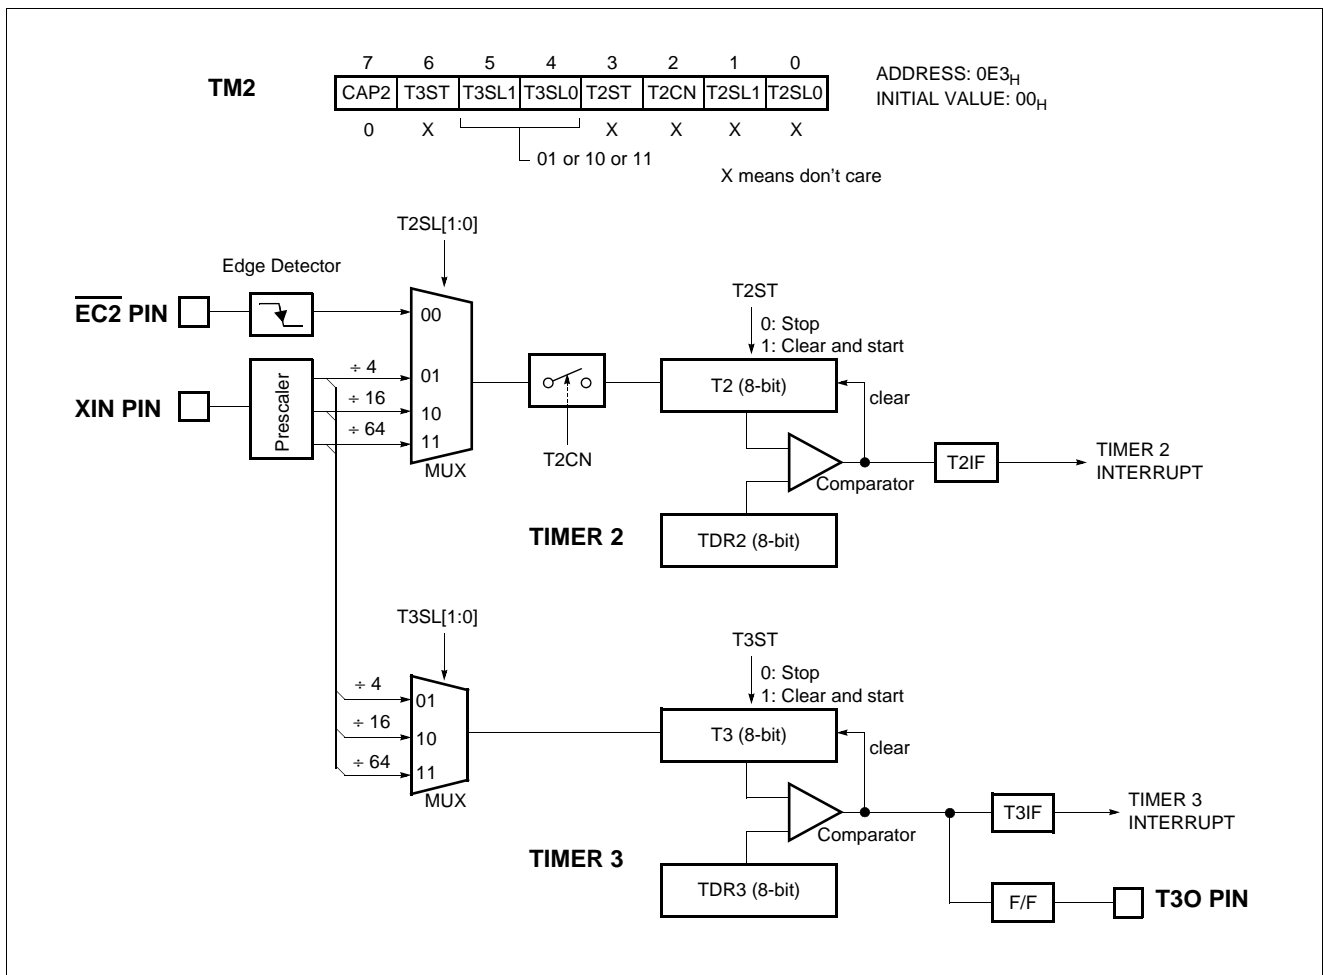 7 6 5 4 3 2 1 0
TM2
CAP2 T3ST T3SL1 T3SL0 T2ST T2CN T2SL1 T2SL0
ADDRESS: 0E3H
INITIAL VALUE: 00H
0 X X X X X
01 or 10 or 11
X means don’t care
T2SL[1:0]
Edge Detector
EC2 PIN
00
T2ST
0: Stop
1: Clear and start
XIN PIN
Prescaler
÷ 4
01
÷ 16
10
÷ 64
11
MUX
T2CN
T2 (8-bit)
clear
Comparator
T2IF
TIMER 2
INTERRUPT
TIMER 2
TDR2 (8-bit)
T3SL[1:0]
T3ST
0: Stop
1: Clear and start
÷ 4
01
÷ 16
10
÷ 64
11
MUX
T3 (8-bit)
clear
Comparator
T3IF
TIMER 3
INTERRUPT
TIMER 3
TDR3 (8-bit)
F/F
T3O PIN